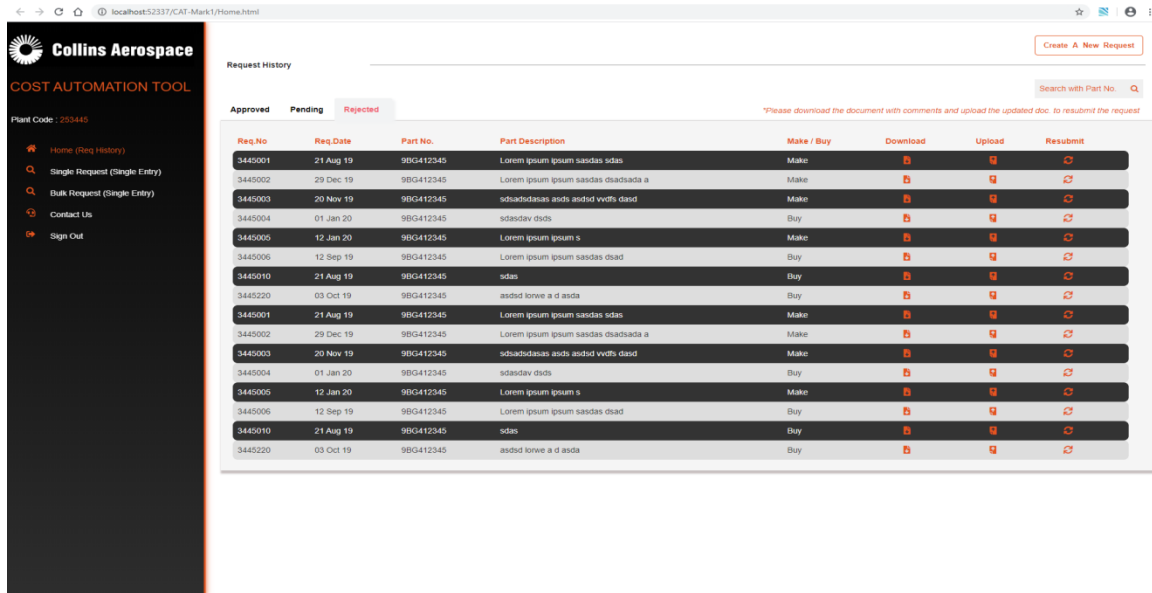 localhost:52337/CAT-Mark1/Home.html
Collins Aerospace
COST AUTOMATION TOOL
Plant Code : 253445
Home (Req History)
Single Request (Single Entry)
Bulk Request (Single Entry)
Contact Us
Sign Out
Create A New Request
Request History
Search with Part No.
Approved Pending Rejected
*Please download the document with comments and upload the updated doc. to resubmit the request
Req.No Req.Date Part No. Part Description Make / Buy Download Upload Resubmit
3445001 21 Aug 19 9BG412345 Lorem ipsum ipsum sasdas sdas Make
3445002 29 Dec 19 9BG412345 Lorem ipsum ipsum sasdas dsadsada a Make
3445003 20 Nov 19 9BG412345 sdsadsdasas asds asdsd vvdfs dasd Make
3445004 01 Jan 20 9BG412345 sdasdav dsds Buy
3445005 12 Jan 20 9BG412345 Lorem ipsum ipsum s Make
3445006 12 Sep 19 9BG412345 Lorem ipsum ipsum sasdas dsad Buy
3445010 21 Aug 19 9BG412345 sdas Buy
3445220 03 Oct 19 9BG412345 asdsd lorwe a d asda Buy
3445001 21 Aug 19 9BG412345 Lorem ipsum ipsum sasdas sdas Make
3445002 29 Dec 19 9BG412345 Lorem ipsum ipsum sasdas dsadsada a Make
3445003 20 Nov 19 9BG412345 sdsadsdasas asds asdsd vvdfs dasd Make
3445004 01 Jan 20 9BG412345 sdasdav dsds Buy
3445005 12 Jan 20 9BG412345 Lorem ipsum ipsum s Make
3445006 12 Sep 19 9BG412345 Lorem ipsum ipsum sasdas dsad Buy
3445010 21 Aug 19 9BG412345 sdas Buy
3445220 03 Oct 19 9BG412345 asdsd lorwe a d asda Buy